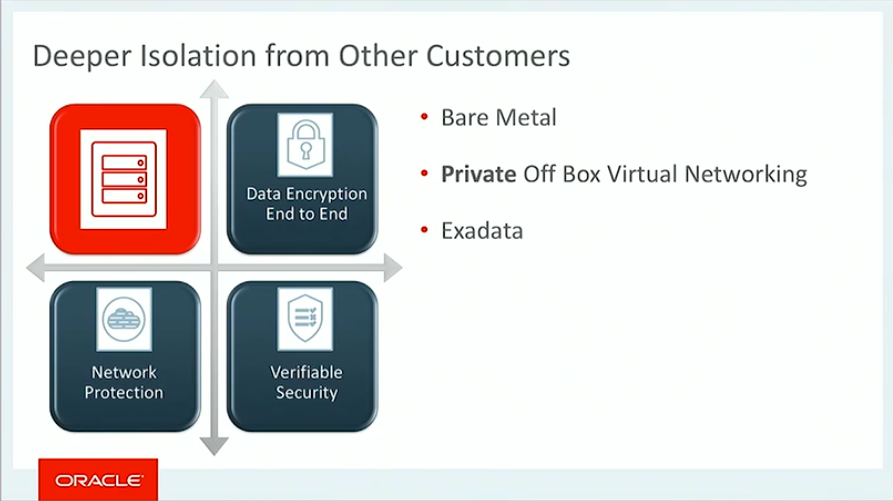 Deeper Isolation from Other Customers
Data Encryption
End to End
Network
Protection
Verifiable
Security
Bare Metal
Private Off Box Virtual Networking
Exadata
ORACLE